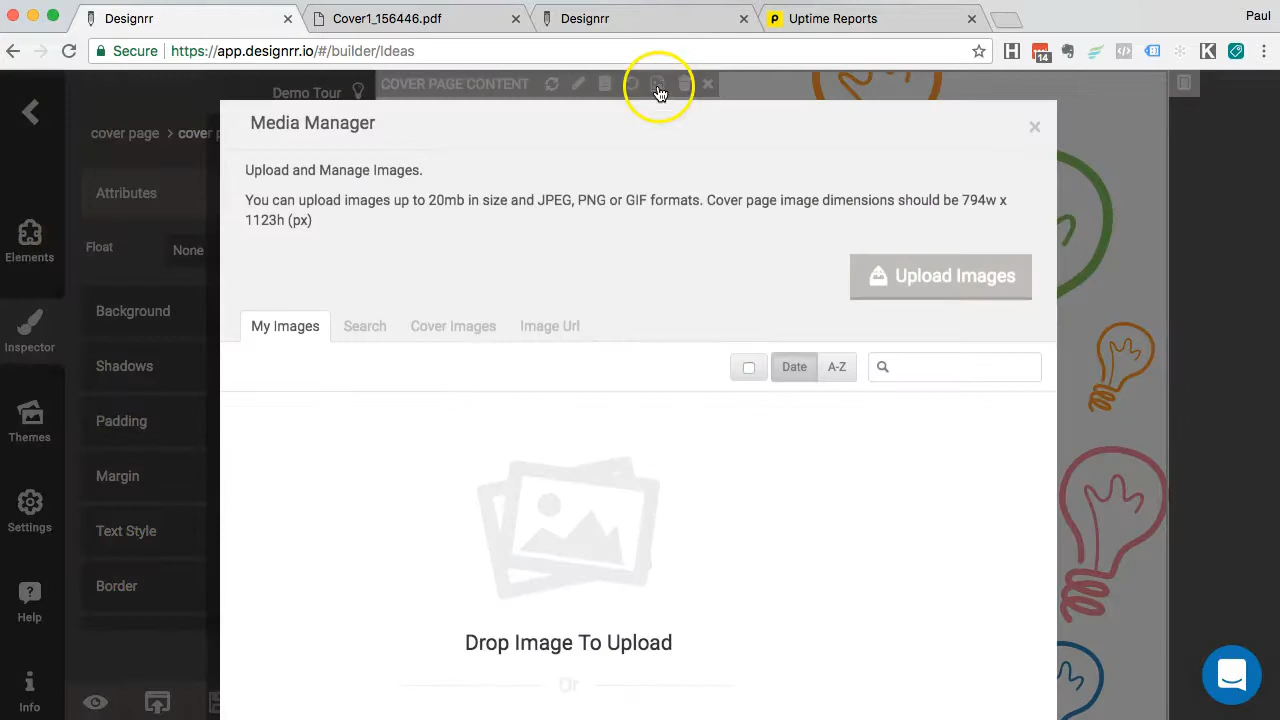 Designrr
Cover1_156446.pdf
Designrr
Uptime Reports
Paul
Secure
https://app.designrr.io/#/builder/Ideas
14
Demo Tour
COVER PAGE CONTENT
cover page > cover p
Attributes
Float
None
Background
Shadows
Padding
Margin
Text Style
Border
Elements
Inspector
Themes
Settings
Help
Info
Media Manager
Upload and Manage Images.
You can upload images up to 20mb in size and JPEG, PNG or GIF formats. Cover page image dimensions should be 794w x
1123h (px)
Upload Images
My Images
Search
Cover Images
Image Url
Date
A-Z
Drop Image To Upload
Or